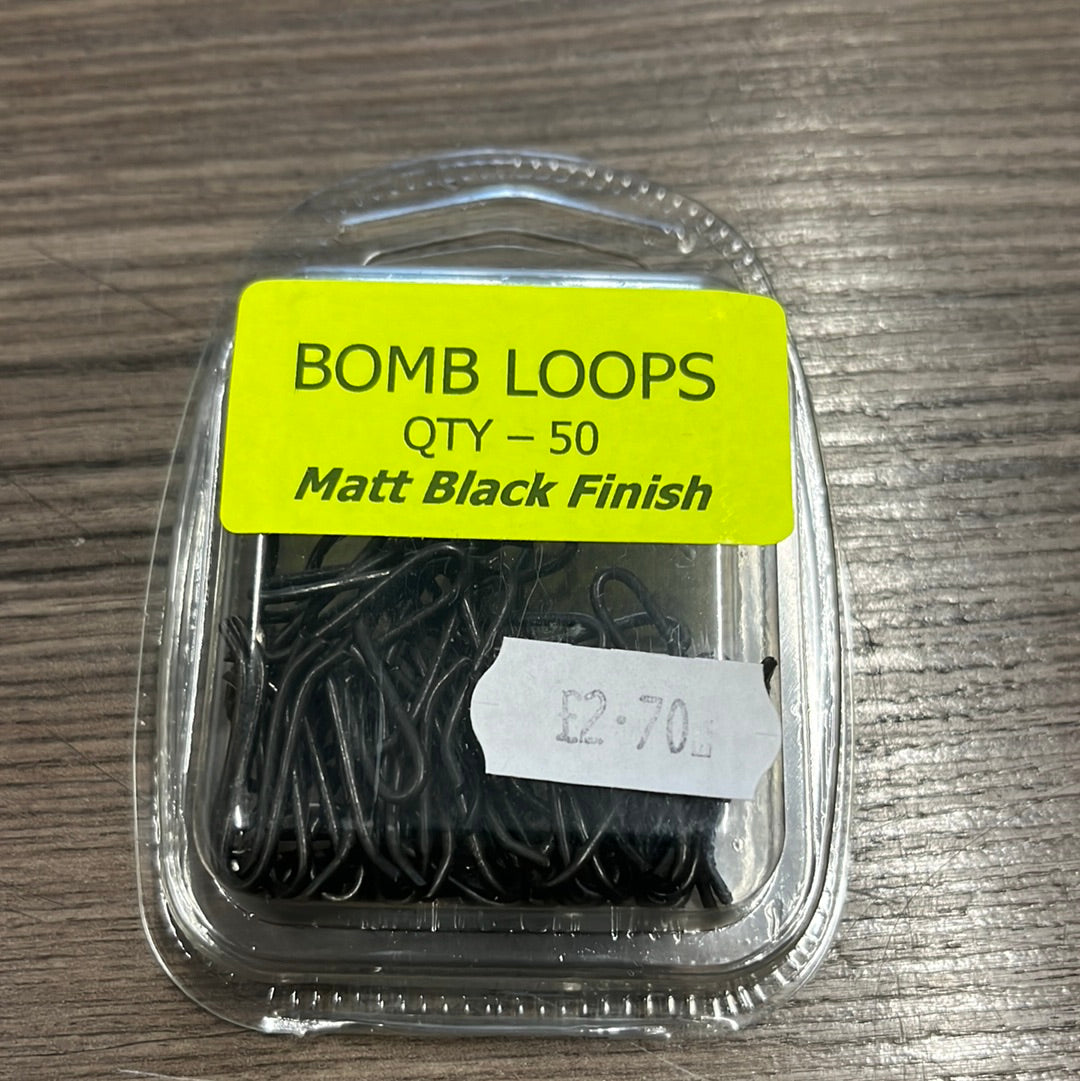 BOMB LOOPS
QTY – 50
Matt Black Finish
£2.70